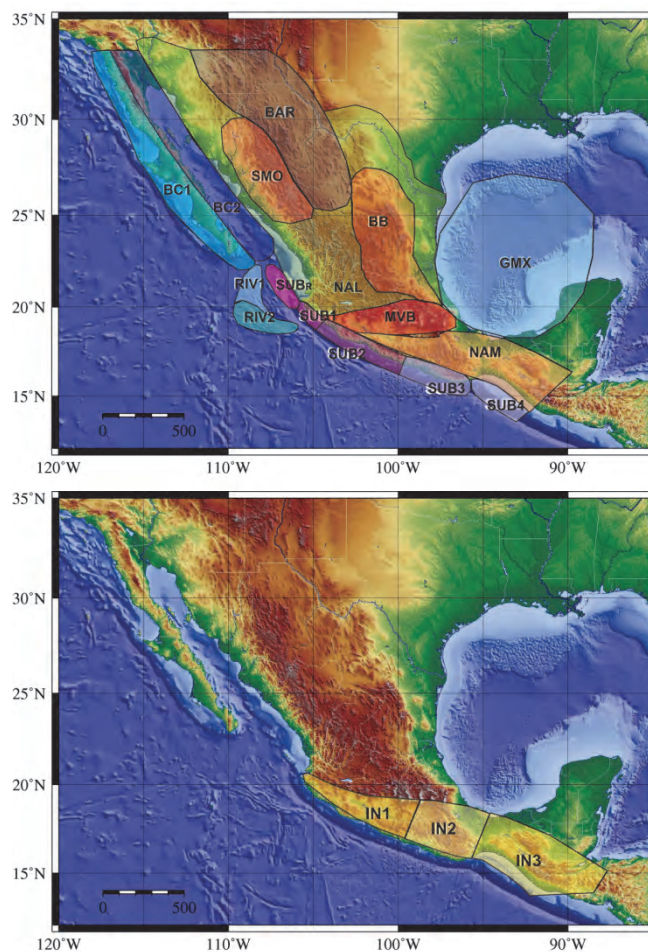 35°N
30°N
25°N
20°N
15°N
BAR
SMO
BB
BC1
BC2
GMX
RIV1
SUBR
NAL
RIV2
SUB1
MVB
SUB2
NAM
SUB3
SUB4
0 500
120°W 110°W 100°W 90°W
35°N
30°N
25°N
20°N
15°N
IN1
IN2
IN3
0 500
120°W 110°W 100°W 90°W